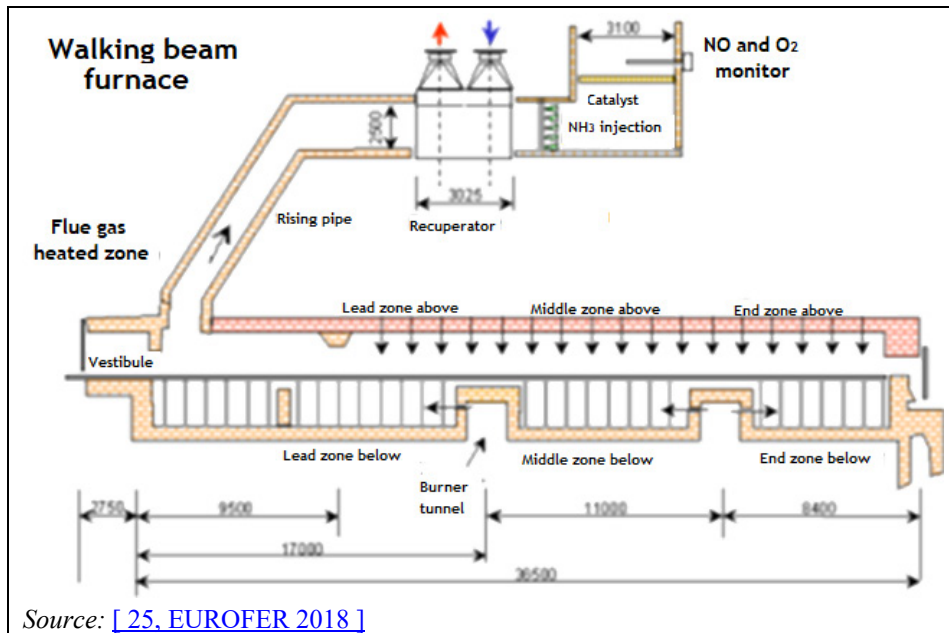 Walking beam
furnace
3100
NO and O2
monitor
Catalyst
NH3 injection
2500
3025
Rising pipe
Recuperator
Flue gas
heated zone
Lead zone above
Middle zone above
End zone above
Vestibule
Lead zone below
Middle zone below
End zone below
Burner
tunnel
2750
9500
11000
8400
17000
36500
Source: [ 25, EUROFER 2018 ]